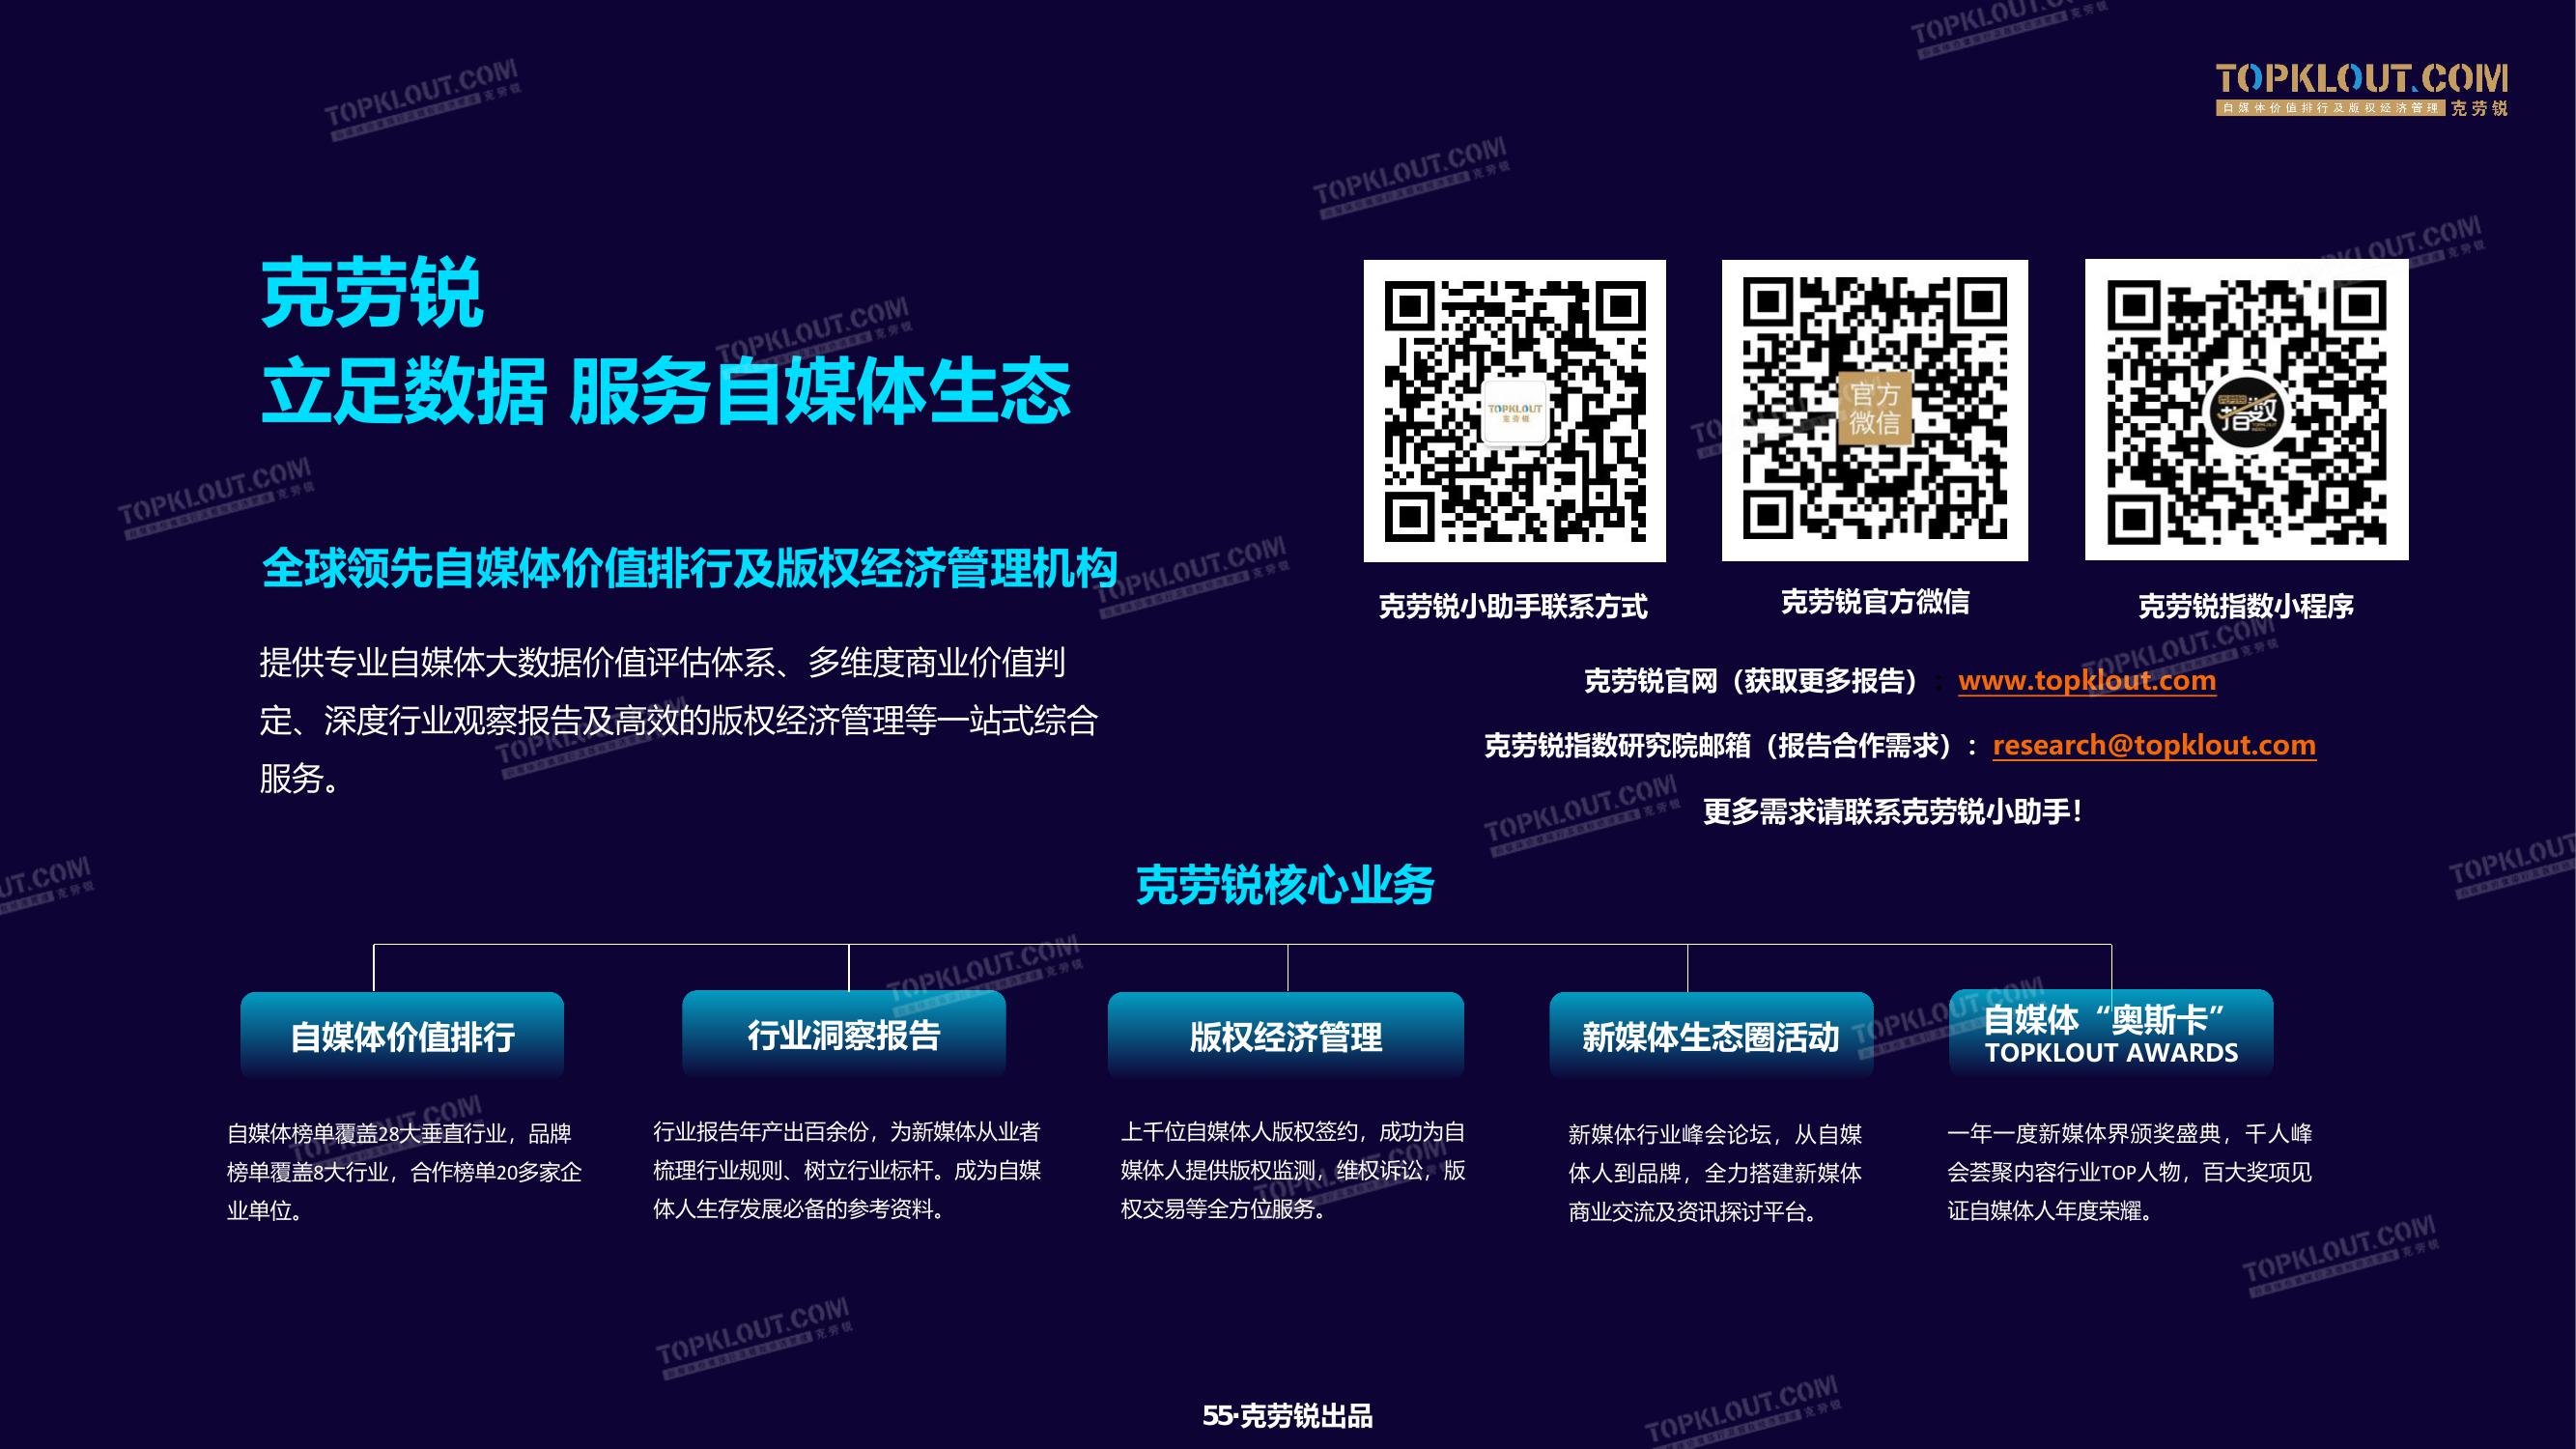 TOPKLOUT.COM
自媒体价值排行及版权经济管理 克劳锐
克劳锐
立足数据 服务自媒体生态
全球领先自媒体价值排行及版权经济管理机构
提供专业自媒体大数据价值评估体系、多维度商业价值判
定、深度行业观察报告及高效的版权经济管理等一站式综合
服务。
TOPKLOUT
克劳锐
官方
微信
指数
克劳锐小助手联系方式
克劳锐官方微信
克劳锐指数小程序
克劳锐官网（获取更多报告）：www.topklout.com
克劳锐指数研究院邮箱（报告合作需求）：research@topklout.com
更多需求请联系克劳锐小助手！
克劳锐核心业务
自媒体价值排行
自媒体榜单覆盖28大垂直行业，品牌
榜单覆盖8大行业，合作榜单20多家企
业单位。
行业洞察报告
行业报告年产出百余份，为新媒体从业者
梳理行业规则、树立行业标杆。成为自媒
体人生存发展必备的参考资料。
版权经济管理
上千位自媒体人版权签约，成功为自
媒体人提供版权监测，维权诉讼，版
权交易等全方位服务。
新媒体生态圈活动
新媒体行业峰会论坛，从自媒
体人到品牌，全力搭建新媒体
商业交流及资讯探讨平台。
自媒体“奥斯卡”
TOPKLOUT AWARDS
一年一度新媒体界颁奖盛典，千人峰
会荟聚内容行业TOP人物，百大奖项见
证自媒体人年度荣耀。
55·克劳锐出品